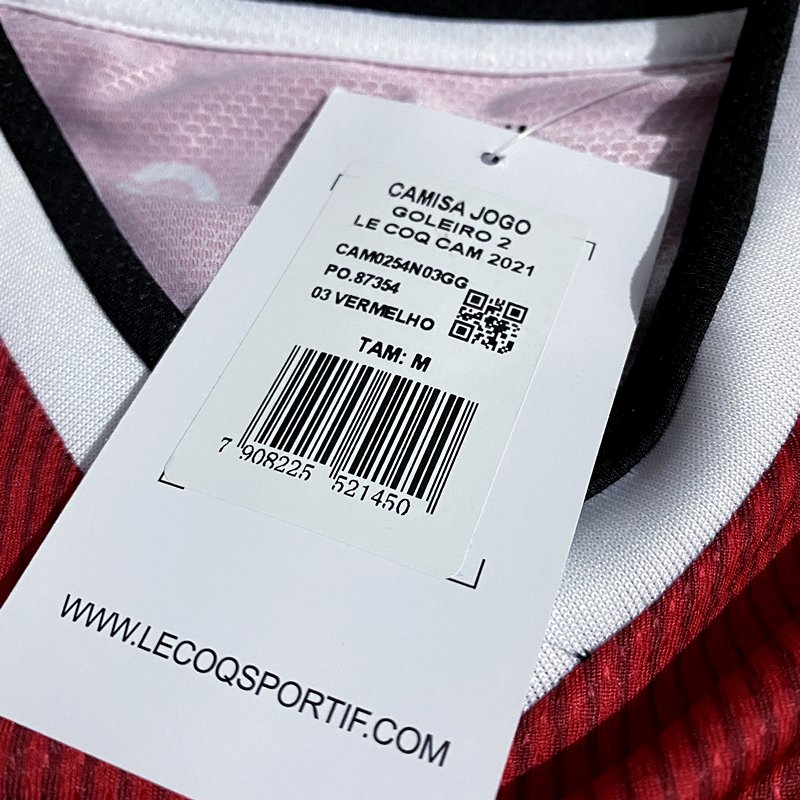 CAMISA JOGO
GOLEIRO 2
LE COQ CAM 2021
CAM0254N03GG
PO.87354
03 VERMELHO
TAM: M
7 908225 521450
WWW.LECOQSPORTIF.COM